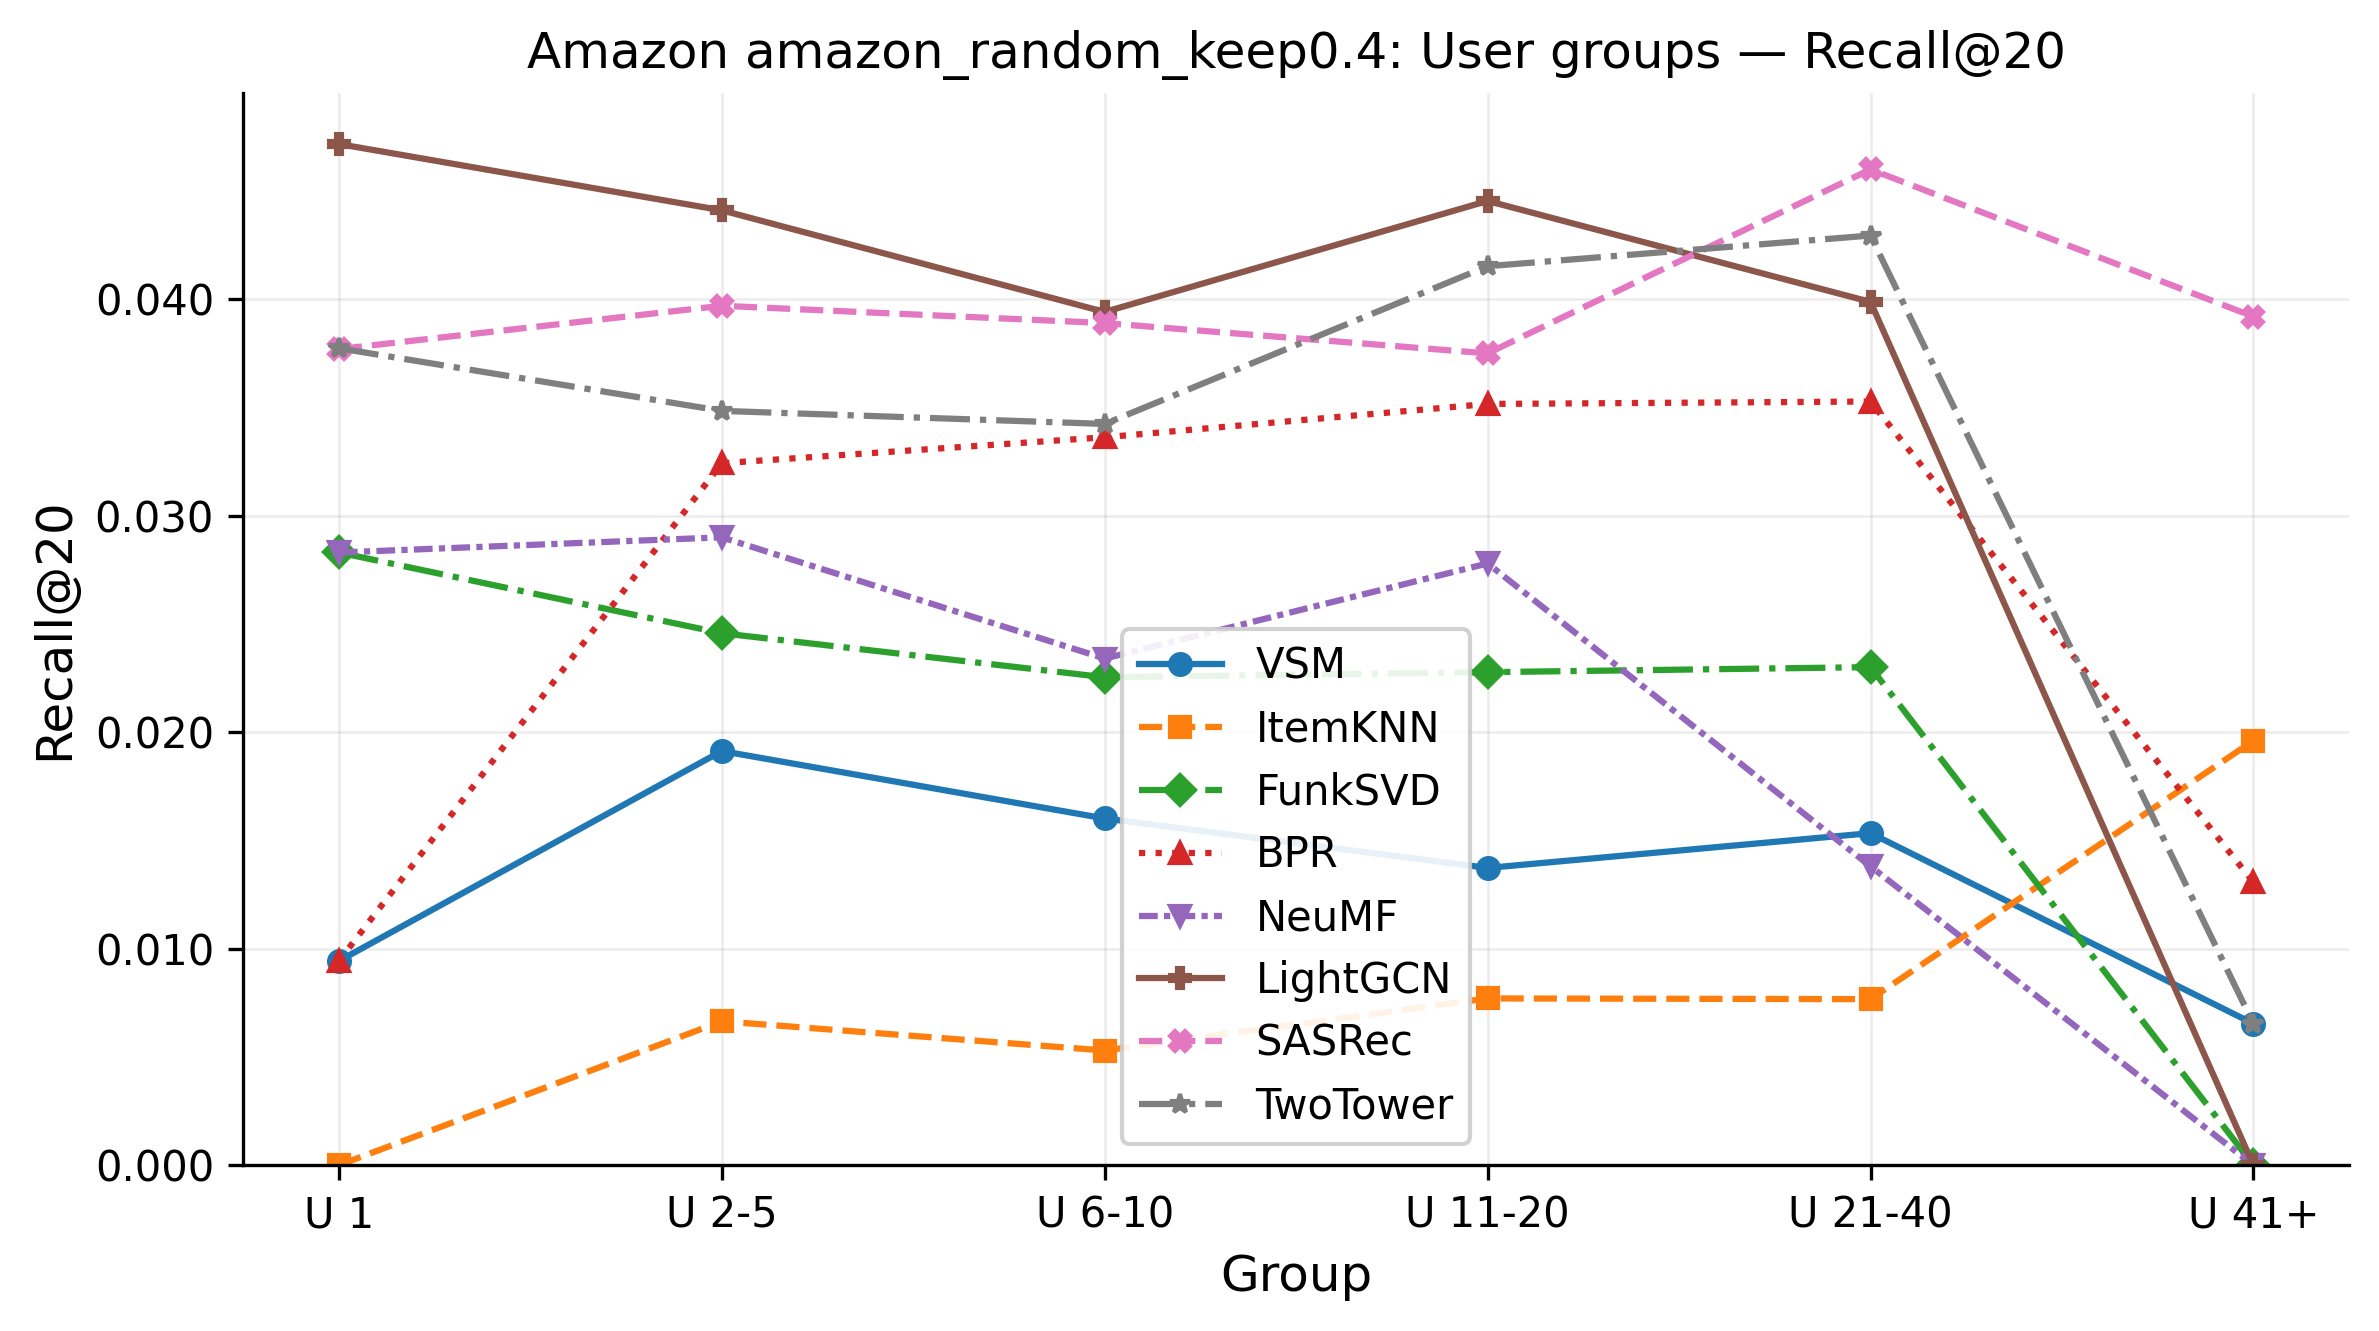 Amazon amazon_random_keep0.4: User groups — Recall@20
Recall@20
0.040
0.030
0.020
0.010
0.000
VSM
ItemKNN
FunkSVD
BPR
NeuMF
LightGCN
SASRec
TwoTower
U 1
U 2-5
U 6-10
U 11-20
U 21-40
U 41+
Group